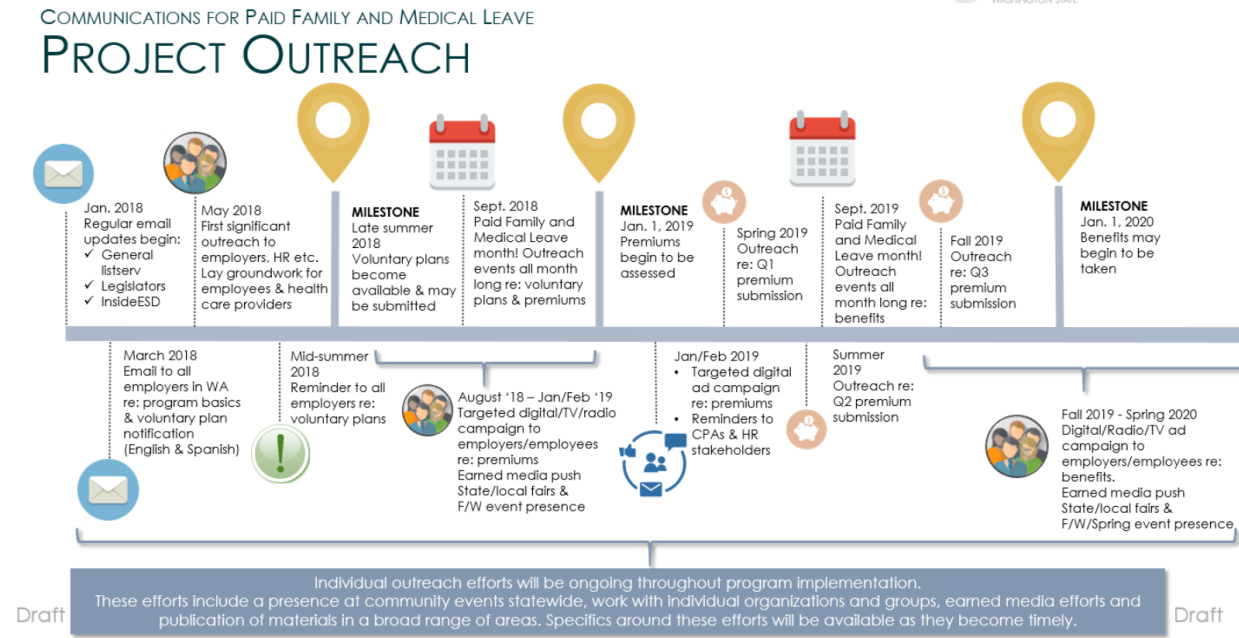 WASHINGTON STATE
COMMUNICATIONS FOR PAID FAMILY AND MEDICAL LEAVE
PROJECT OUTREACH
Jan. 2018
Regular email
updates begin:
✓ General
listserv
✓ Legislators
✓ InsideESD
May 2018
First significant
outreach to
employers, HR etc.
Lay groundwork for
employees & health
care providers
MILESTONE
Late summer
2018
Voluntary plans
become
available & may
be submitted
Sept. 2018
Paid Family and
Medical Leave
month! Outreach
events all month
long re: voluntary
plans & premiums
MILESTONE
Jan. 1, 2019
Premiums
begin to be
assessed
Spring 2019
Outreach
re: Q1
premium
submission
Sept. 2019
Paid Family
and Medical
Leave month!
Outreach
events all
month long re:
benefits
Fall 2019
Outreach
re: Q3
premium
submission
MILESTONE
Jan. 1, 2020
Benefits may
begin to be
taken
March 2018
Email to all
employers in WA
re: program basics
& voluntary plan
notification
(English & Spanish)
Mid-summer
2018
Reminder to all
employers re:
voluntary plans
August ‘18 – Jan/Feb ‘19
Targeted digital/TV/radio
campaign to
employers/employees
re: premiums
Earned media push
State/local fairs &
F/W event presence
Jan/Feb 2019
• Targeted digital
ad campaign
re: premiums
• Reminders to
CPAs & HR
stakeholders
Summer
2019
Outreach re:
Q2 premium
submission
Fall 2019 - Spring 2020
Digital/Radio/TV ad
campaign to
employers/employees re:
benefits.
Earned media push
State/local fairs &
F/W/Spring event presence
Individual outreach efforts will be ongoing throughout program implementation.
These efforts include a presence at community events statewide, work with individual organizations and groups, earned media efforts and
publication of materials in a broad range of areas. Specifics around these efforts will be available as they become timely.
Draft
Draft